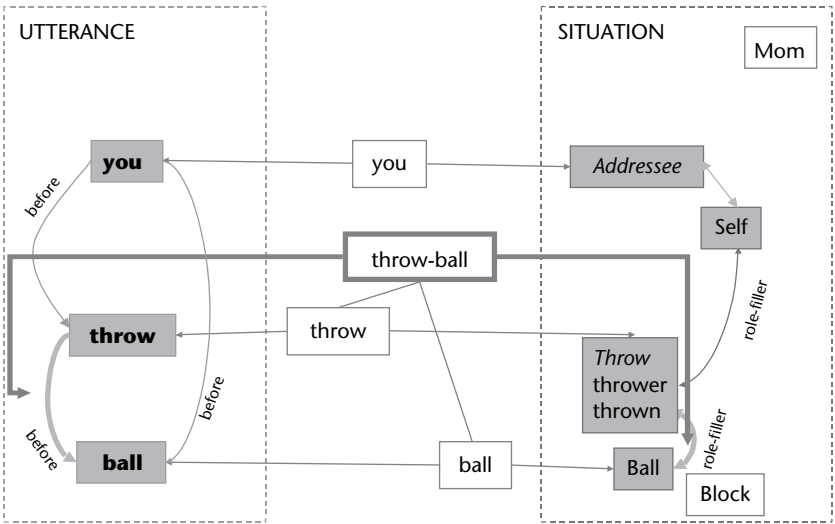 UTTERANCE
SITUATION
Mom
you
you
Addressee
before
Self
throw-ball
role-filler
throw
throw
Throw
thrower
thrown
before
before
role-filler
ball
ball
Ball
Block